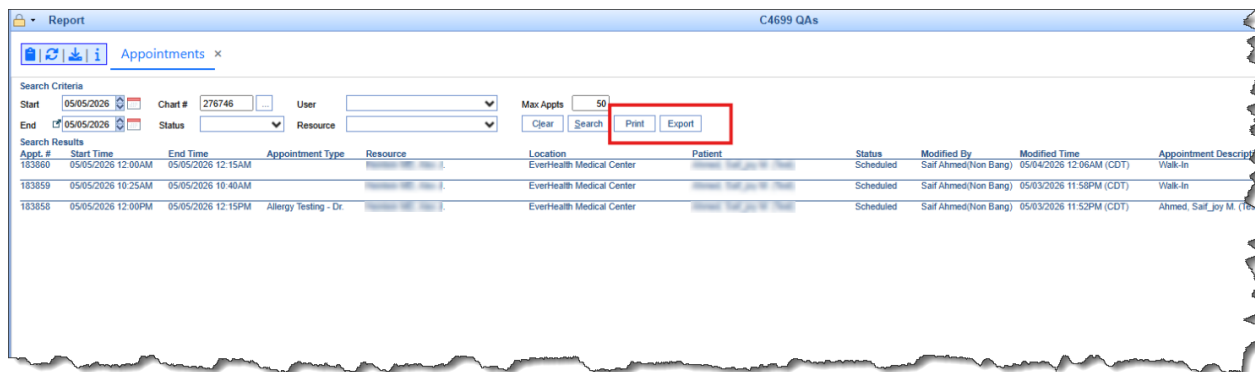 Report C4699 QAs
i Appointments ×
Search Criteria
Start 05/05/2026 Chart # 276746 ... User Max Appts 50
End 05/05/2026 Status Resource Clear Search Print Export
Search Results
Appt. # Start Time End Time Appointment Type Resource Location Patient Status Modified By Modified Time Appointment Descripti
183860 05/05/2026 12:00AM 05/05/2026 12:15AM EverHealth Medical Center Scheduled Saif Ahmed(Non Bang) 05/04/2026 12:06AM (CDT) Walk-In
183859 05/05/2026 10:25AM 05/05/2026 10:40AM EverHealth Medical Center Scheduled Saif Ahmed(Non Bang) 05/03/2026 11:58PM (CDT) Walk-In
183858 05/05/2026 12:00PM 05/05/2026 12:15PM Allergy Testing - Dr. EverHealth Medical Center Scheduled Saif Ahmed(Non Bang) 05/03/2026 11:52PM (CDT) Ahmed, Saif_joy M. (Tes